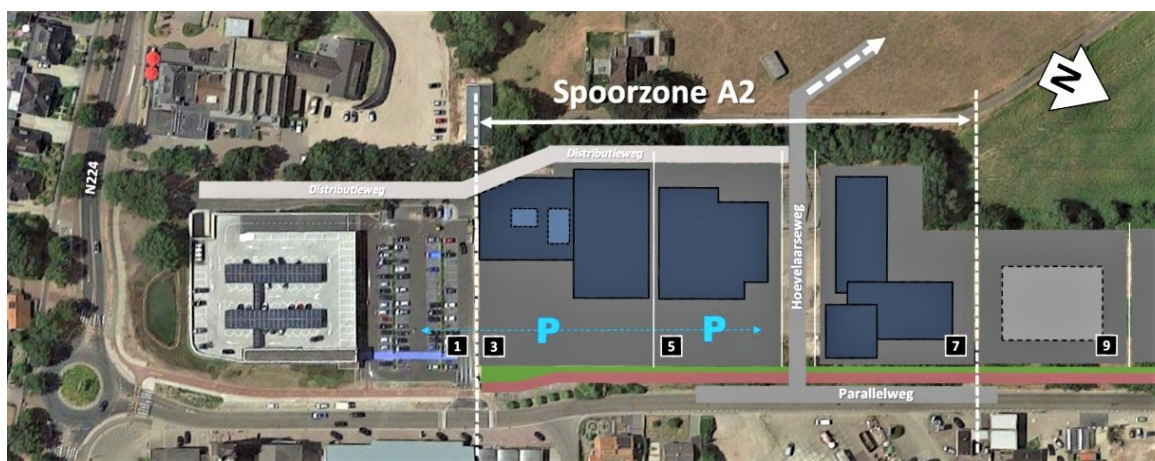 Spoorzone A2
N
N224
Distributieweg
Distributieweg
Hoevelaarseweg
P
P
1
3
5
7
9
Parallelweg